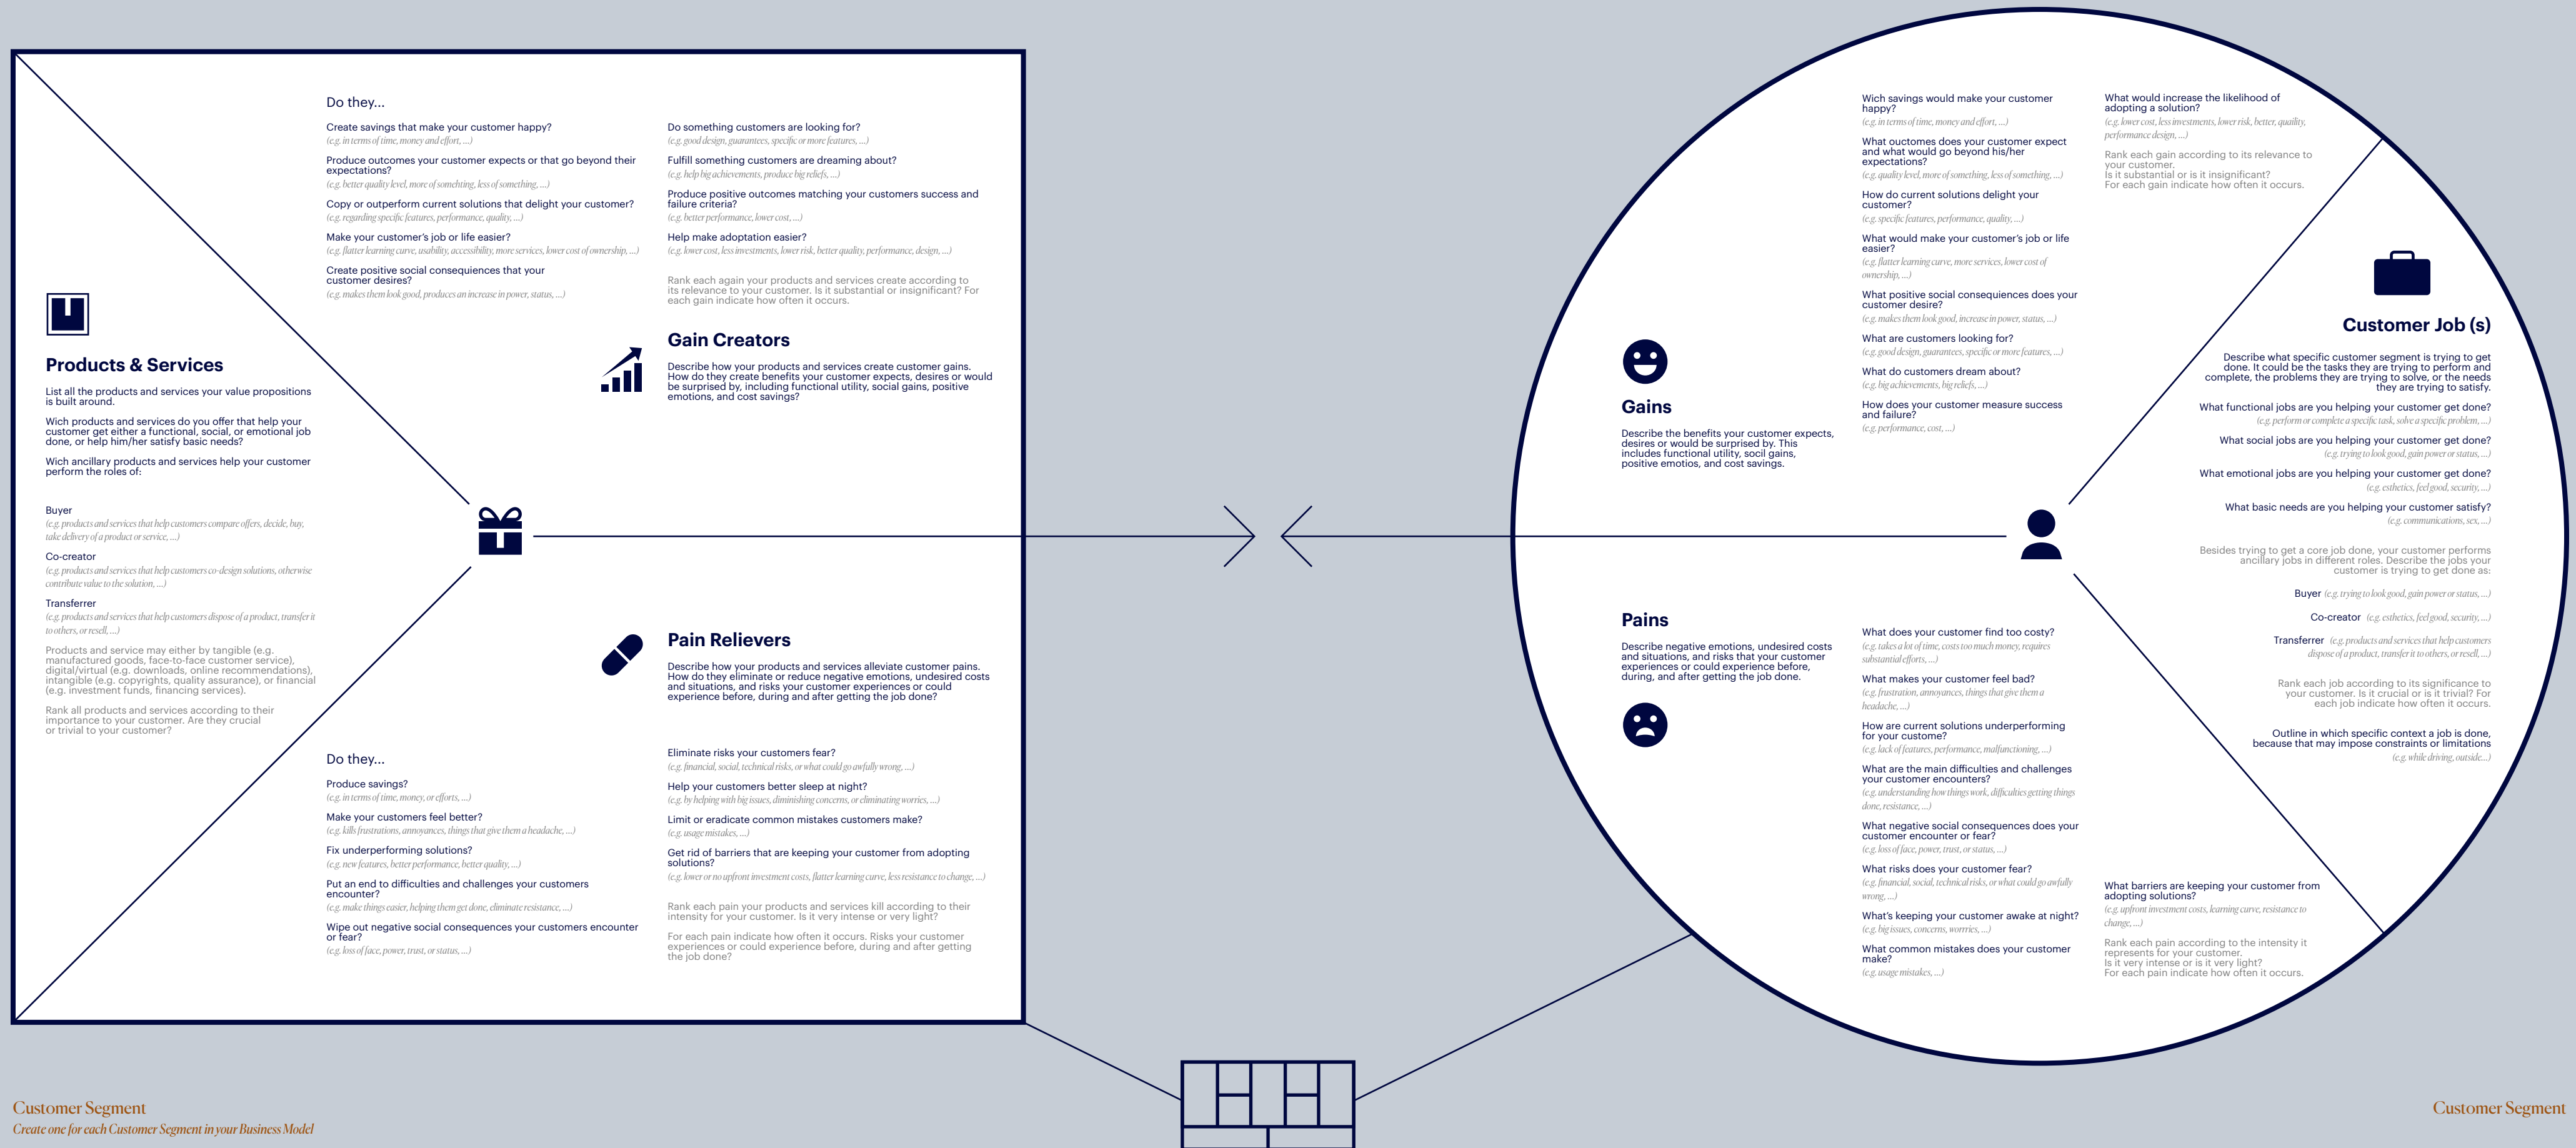 Products & Services
List all the products and services your value propositions
is built around.
Wich products and services do you offer that help your
customer get either a functional, social, or emotional job
done, or help him/her satisfy basic needs?
Wich ancillary products and services help your customer
perform the roles of:
Buyer
(e.g. products and services that help customers compare offers, decide, buy,
take delivery of a product or service, ...)
Co-creator
(e.g. products and services that help customers co-design solutions, otherwise
contribute value to the solution, ...)
Transferrer
(e.g. products and services that help customers dispose of a product, transfer it
to others, or resell, ...)
Products and service may either by tangible (e.g.
manufactured goods, face-to-face customer service),
digital/virtual (e.g. downloads, online recommendations),
intangible (e.g. copyrights, quality assurance), or financial
(e.g. investment funds, financing services).
Rank all products and services according to their
importance to your customer. Are they crucial
or trivial to your customer?
Do they...
Create savings that make your customer happy?
(e.g. in terms of time, money and effort, ...)
Produce outcomes your customer expects or that go beyond their
expectations?
(e.g. better quality level, more of somehting, less of something, ...)
Copy or outperform current solutions that delight your customer?
(e.g. regarding specific features, performance, quality, ...)
Make your customer's job or life easier?
(e.g. flatter learning curve, usability, accessibility, more services, lower cost of ownership, ...)
Create positive social consequiences that your
customer desires?
(e.g. makes them look good, produces an increase in power, status, ...)
Do something customers are looking for?
(e.g. good design, guarantees, specific or more features, ...)
Fulfill something customers are dreaming about?
(e.g. help big achievements, produce big reliefs, ...)
Produce positive outcomes matching your customers success and
failure criteria?
(e.g. better performance, lower cost, ...)
Help make adoptation easier?
(e.g. lower cost, less investments, lower risk, better quality, performance, design, ...)
Rank each again your products and services create according to
its relevance to your customer. Is it substantial or insignificant? For
each gain indicate how often it occurs.
Gain Creators
Describe how your products and services create customer gains.
How do they create benefits your customer expects, desires or would
be surprised by, including functional utility, social gains, positive
emotions, and cost savings?
Pain Relievers
Describe how your products and services alleviate customer pains.
How do they eliminate or reduce negative emotions, undesired costs
and situations, and risks your customer experiences or could
experience before, during and after getting the job done?
Do they...
Produce savings?
(e.g. in terms of time, money, or efforts, ...)
Make your customers feel better?
(e.g. kills frustrations, annoyances, things that give them a headache, ...)
Fix underperforming solutions?
(e.g. new features, better performance, better quality, ...)
Put an end to difficulties and challenges your customers
encounter?
(e.g. make things easier, helping them get done, eliminate resistance, ...)
Wipe out negative social consequences your customers encounter
or fear?
(e.g. loss of face, power, trust, or status, ...)
Eliminate risks your customers fear?
(e.g. financial, social, technical risks, or what could go awfully wrong, ...)
Help your customers better sleep at night?
(e.g. by helping with big issues, diminishing concerns, or eliminating worries, ...)
Limit or eradicate common mistakes customers make?
(e.g. usage mistakes, ...)
Get rid of barriers that are keeping your customer from adopting
solutions?
(e.g. lower or no upfront investment costs, flatter learning curve, less resistance to change, ...)
Rank each pain your products and services kill according to their
intensity for your customer. Is it very intense or very light?
For each pain indicate how often it occurs. Risks your customer
experiences or could experience before, during and after getting
the job done?
Gains
Describe the benefits your customer expects,
desires or would be surprised by. This
includes functional utility, socil gains,
positive emotios, and cost savings.
Wich savings would make your customer
happy?
(e.g. in terms of time, money and effort, ...)
What ouctomes does your customer expect
and what would go beyond his/her
expectations?
(e.g. quality level, more of something, less of something, ...)
How do current solutions delight your
customer?
(e.g. specific features, performance, quality, ...)
What would make your customer's job or life
easier?
(e.g. flatter learning curve, more services, lower cost of
ownership, ...)
What positive social consequiences does your
customer desire?
(e.g. makes them look good, increase in power, status, ...)
What are customers looking for?
(e.g. good design, guarantees, specific or more features, ...)
What do customers dream about?
(e.g. big achievements, big reliefs, ...)
How does your customer measure success
and failure?
(e.g. performance, cost, ...)
What would increase the likelihood of
adopting a solution?
(e.g. lower cost, less investments, lower risk, better, quaility,
performance design, ...)
Rank each gain according to its relevance to
your customer.
Is it substantial or is it insignificant?
For each gain indicate how often it occurs.
Customer Job (s)
Describe what specific customer segment is trying to get
done. It could be the tasks they are trying to perform and
complete, the problems they are trying to solve, or the needs
they are trying to satisfy.
What functional jobs are you helping your customer get done?
(e.g. perform or complete a specific task, solve a specific problem, ...)
What social jobs are you helping your customer get done?
(e.g. trying to look good, gain power or status, ...)
What emotional jobs are you helping your customer get done?
(e.g. esthetics, feel good, security, ...)
What basic needs are you helping your customer satisfy?
(e.g. communications, sex, ...)
Besides trying to get a core job done, your customer performs
ancillary jobs in different roles. Describe the jobs your
customer is trying to get done as:
Buyer (e.g. trying to look good, gain power or status, ...)
Co-creator (e.g. esthetics, feel good, security, ...)
Transferrer (e.g. products and services that help customers
dispose of a product, transfer it to others, or resell, ...)
Rank each job according to its significance to
your customer. Is it crucial or is it trivial? For
each job indicate how often it occurs.
Outline in which specific context a job is done,
because that may impose constraints or limitations
(e.g. while driving, outside...)
Pains
Describe negative emotions, undesired costs
and situations, and risks that your customer
experiences or could experience before,
during, and after getting the job done.
What does your customer find too costy?
(e.g. takes a lot of time, costs too much money, requires
substantial efforts, ...)
What makes your customer feel bad?
(e.g. frustration, annoyances, things that give them a
headache, ...)
How are current solutions underperforming
for your custome?
(e.g. lack of features, performance, malfunctioning, ...)
What are the main difficulties and challenges
your customer encounters?
(e.g. understanding how things work, difficulties getting things
done, resistance, ...)
What negative social consequences does your
customer encounter or fear?
(e.g. loss of face, power, trust, or status, ...)
What risks does your customer fear?
(e.g. financial, social, technical risks, or what could go awfully
wrong, ...)
What's keeping your customer awake at night?
(e.g. big issues, concerns, worrries, ...)
What common mistakes does your customer
make?
(e.g. usage mistakes, ...)
What barriers are keeping your customer from
adopting solutions?
(e.g. upfront investment costs, learning curve, resistance to
change, ...)
Rank each pain according to the intensity it
represents for your customer.
Is it very intense or is it very light?
For each pain indicate how often it occurs.
Customer Segment
Create one for each Customer Segment in your Business Model
Customer Segment